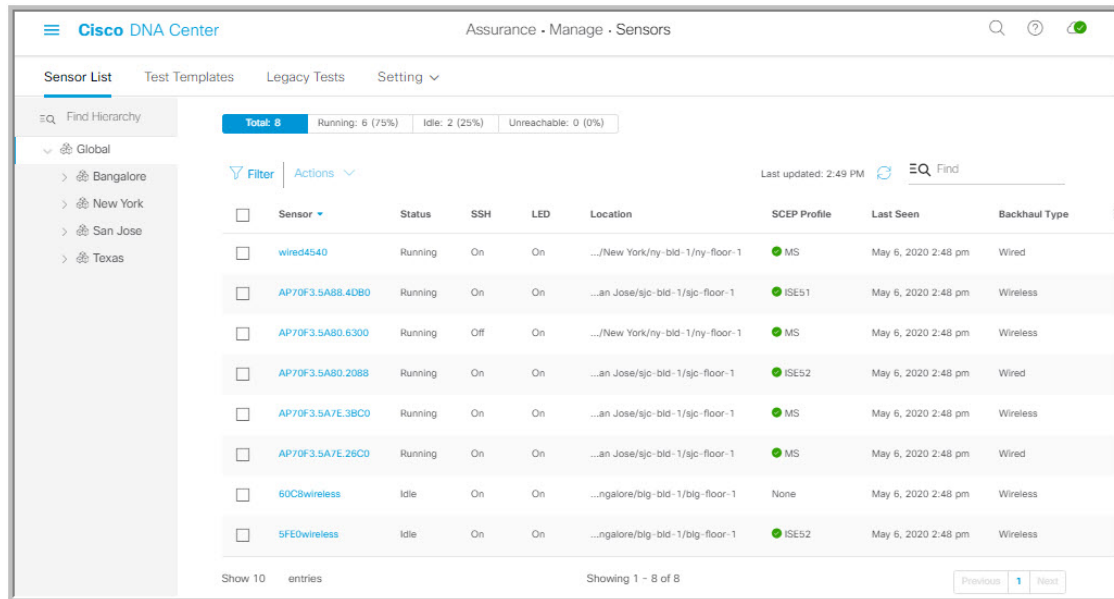 Cisco DNA Center Assurance · Manage · Sensors
Sensor List Test Templates Legacy Tests Setting
Find Hierarchy
Global
Bangalore
New York
San Jose
Texas
Total: 8 Running: 6 (75%) Idle: 2 (25%) Unreachable: 0 (0%)
Filter Actions Last updated: 2:49 PM Find
Sensor Status SSH LED Location SCEP Profile Last Seen Backhaul Type
wired4540 Running On On .../New York/ny-bld-1/ny-floor-1 MS May 6, 2020 2:48 pm Wired
AP70F3.5A88.4DB0 Running On On ...an Jose/sjc-bld-1/sjc-floor-1 ISE51 May 6, 2020 2:48 pm Wireless
AP70F3.5A80.6300 Running Off On .../New York/ny-bld-1/ny-floor-1 MS May 6, 2020 2:48 pm Wireless
AP70F3.5A80.2088 Running On On ...an Jose/sjc-bld-1/sjc-floor-1 ISE52 May 6, 2020 2:48 pm Wired
AP70F3.5A7E.3BC0 Running On On ...an Jose/sjc-bld-1/sjc-floor-1 MS May 6, 2020 2:48 pm Wireless
AP70F3.5A7E.26C0 Running On On ...an Jose/sjc-bld-1/sjc-floor-1 MS May 6, 2020 2:48 pm Wired
60C8wireless Idle On On ...ngalore/blg-bld-1/blg-floor-1 None May 6, 2020 2:48 pm Wireless
5FE0wireless Idle On On ...ngalore/blg-bld-1/blg-floor-1 ISE52 May 6, 2020 2:48 pm Wireless
Show 10 entries Showing 1 - 8 of 8 Previous 1 Next